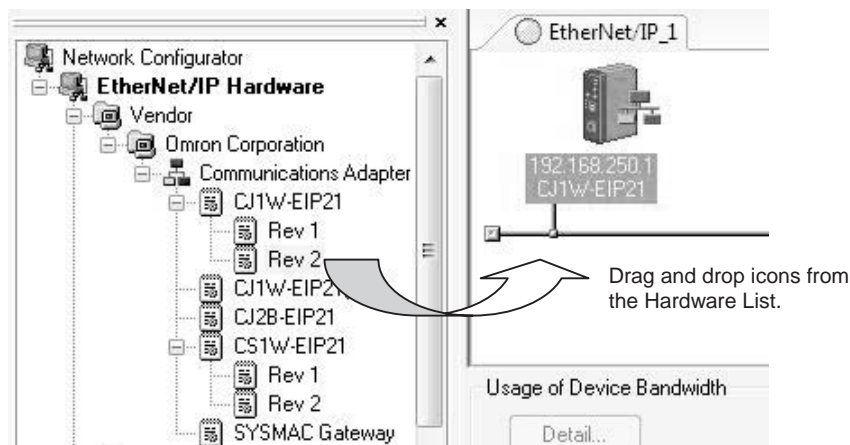 Network Configurator
EtherNet/IP Hardware
Vendor
Omron Corporation
Communications Adapter
CJ1W-EIP21
Rev 1
Rev 2
CJ1W-EIP21
CJ2B-EIP21
CS1W-EIP21
Rev 1
Rev 2
SYSMAC Gateway
EtherNet/IP_1
192.168.250.1
CJ1W-EIP21
Drag and drop icons from
the Hardware List.
Usage of Device Bandwidth
Detail...